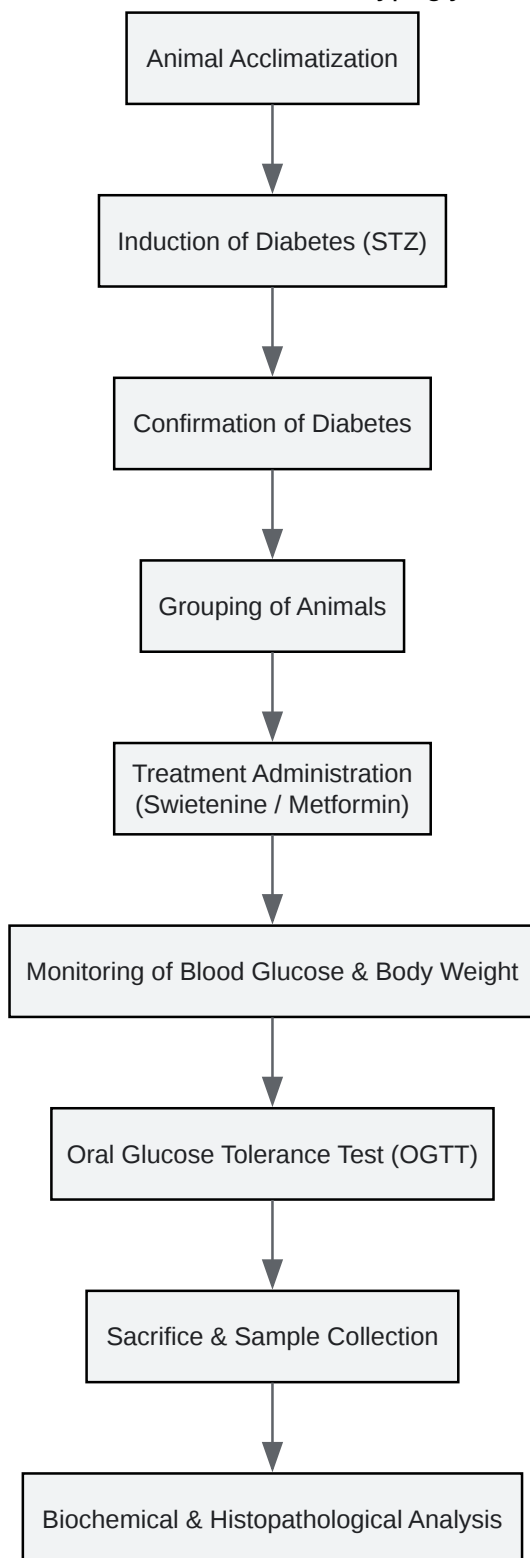 Animal Acclimatization
Induction of Diabetes (STZ)
Confirmation of Diabetes
Grouping of Animals
Treatment Administration
(Swietenine / Metformin)
Monitoring of Blood Glucose & Body Weight
Oral Glucose Tolerance Test (OGTT)
Sacrifice & Sample Collection
Biochemical & Histopathological Analysis